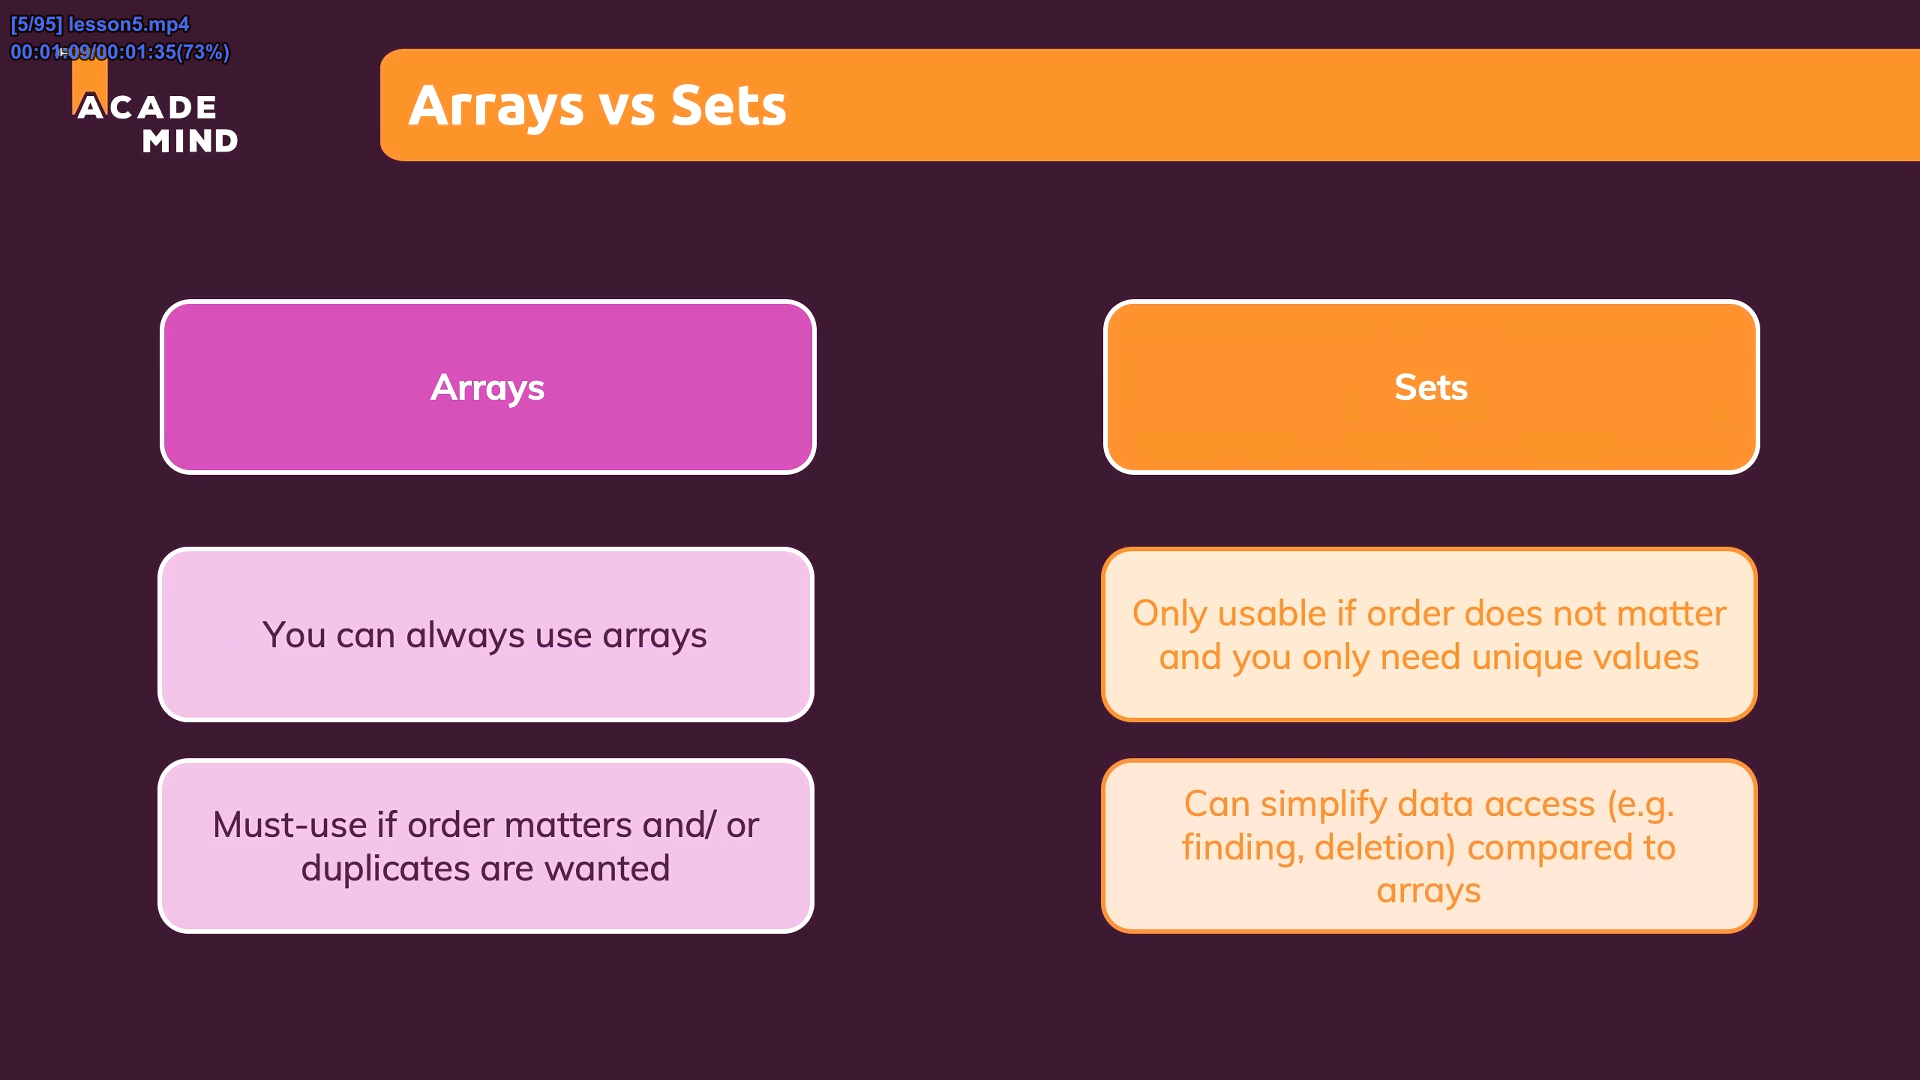 [5/95] lesson5.mp4
00:01:09/00:01:35(73%)
ACADE
MIND
Arrays vs Sets
Arrays
Sets
You can always use arrays
Only usable if order does not matter
and you only need unique values
Must-use if order matters and/ or
duplicates are wanted
Can simplify data access (e.g.
finding, deletion) compared to
arrays